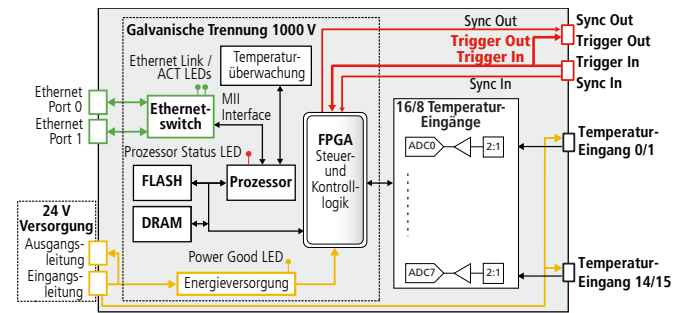 Galvanische Trennung 1000 V
Sync Out
Sync Out
Trigger Out
Trigger Out
Trigger In
Trigger In
Sync In
Sync In
Ethernet Link /
ACT LEDs
Temperatur-
überwachung
Ethernet
Port 0
Ethernet
Port 1
Ethernet-
switch
MII
Interface
16/8 Temperatur-
Eingänge
FPGA
Steuer-
und
Kontroll-
logik
ADC0
2:1
Temperatur-
Eingang 0/1
Prozessor Status LED
FLASH
Prozessor
DRAM
24 V
Versorgung
Ausgangs-
leitung
Eingangs-
leitung
Power Good LED
Energieversorgung
ADC7
2:1
Temperatur-
Eingang 14/15